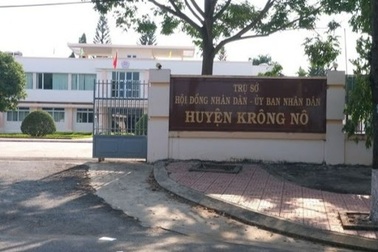 TRỤ SỞ
HỘI ĐỒNG NHÂN DÂN - ỦY BAN NHÂN DÂN
HUYỆN KRÔNG NÔ